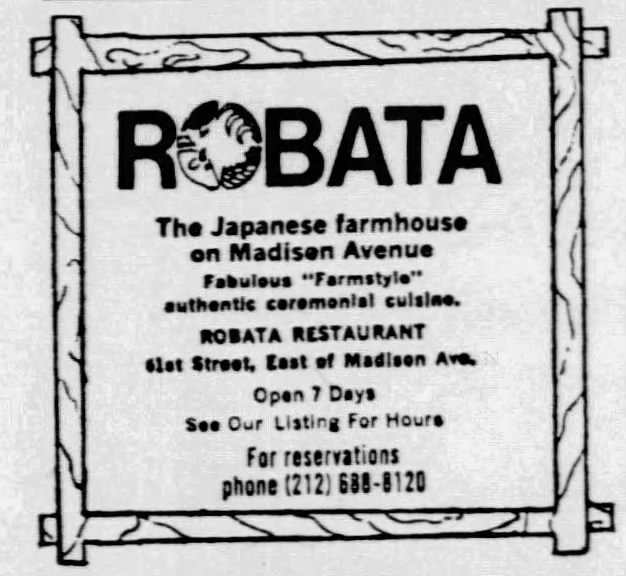 ROBATA
The Japanese farmhouse
on Madison Avenue
Fabulous "Farmstyle"
authentic ceremonial cuisine.
ROBATA RESTAURANT
61st Street, East of Madison Ave.
Open 7 Days
See Our Listing For Hours
For reservations
phone (212) 688-8120